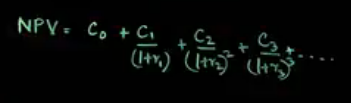 NPV = C₀ + C₁/(1+r₁) + C₂/(1+r₂)² + C₃/(1+r₃)³ + ....